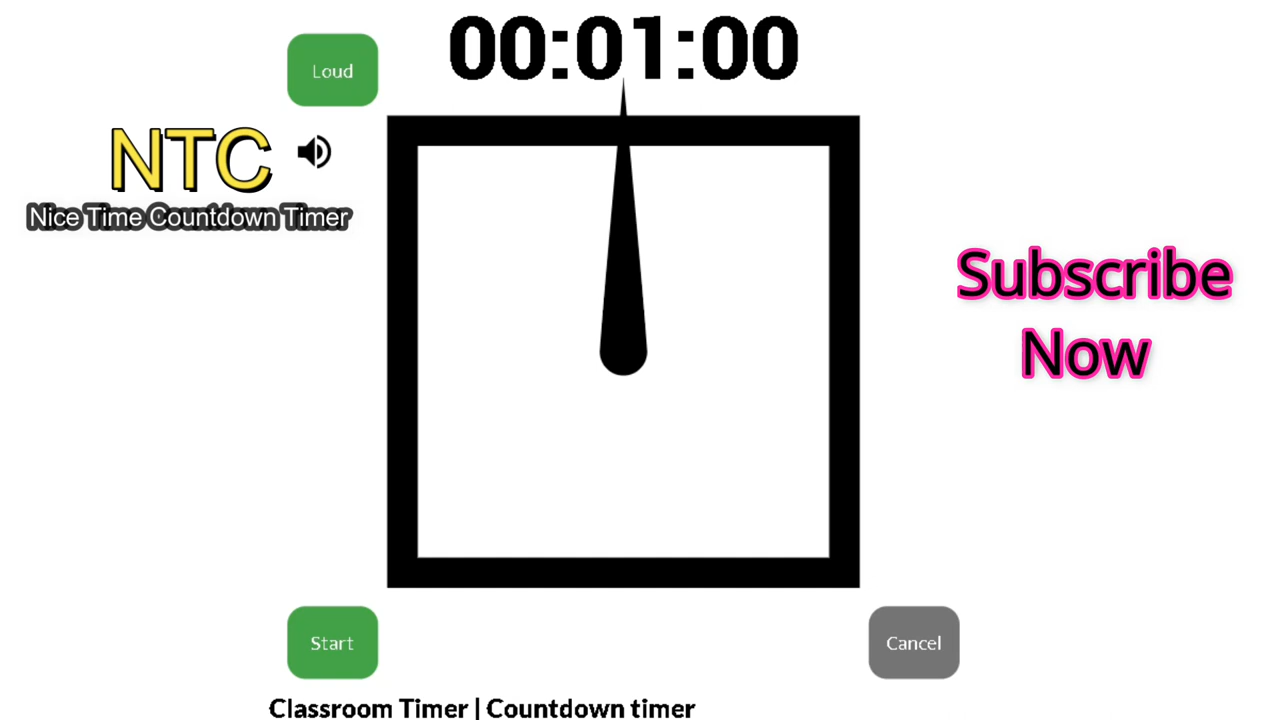 00:01:00
Loud
NTC
Nice Time Countdown Timer
Subscribe
Now
Start
Cancel
Classroom Timer | Countdown timer